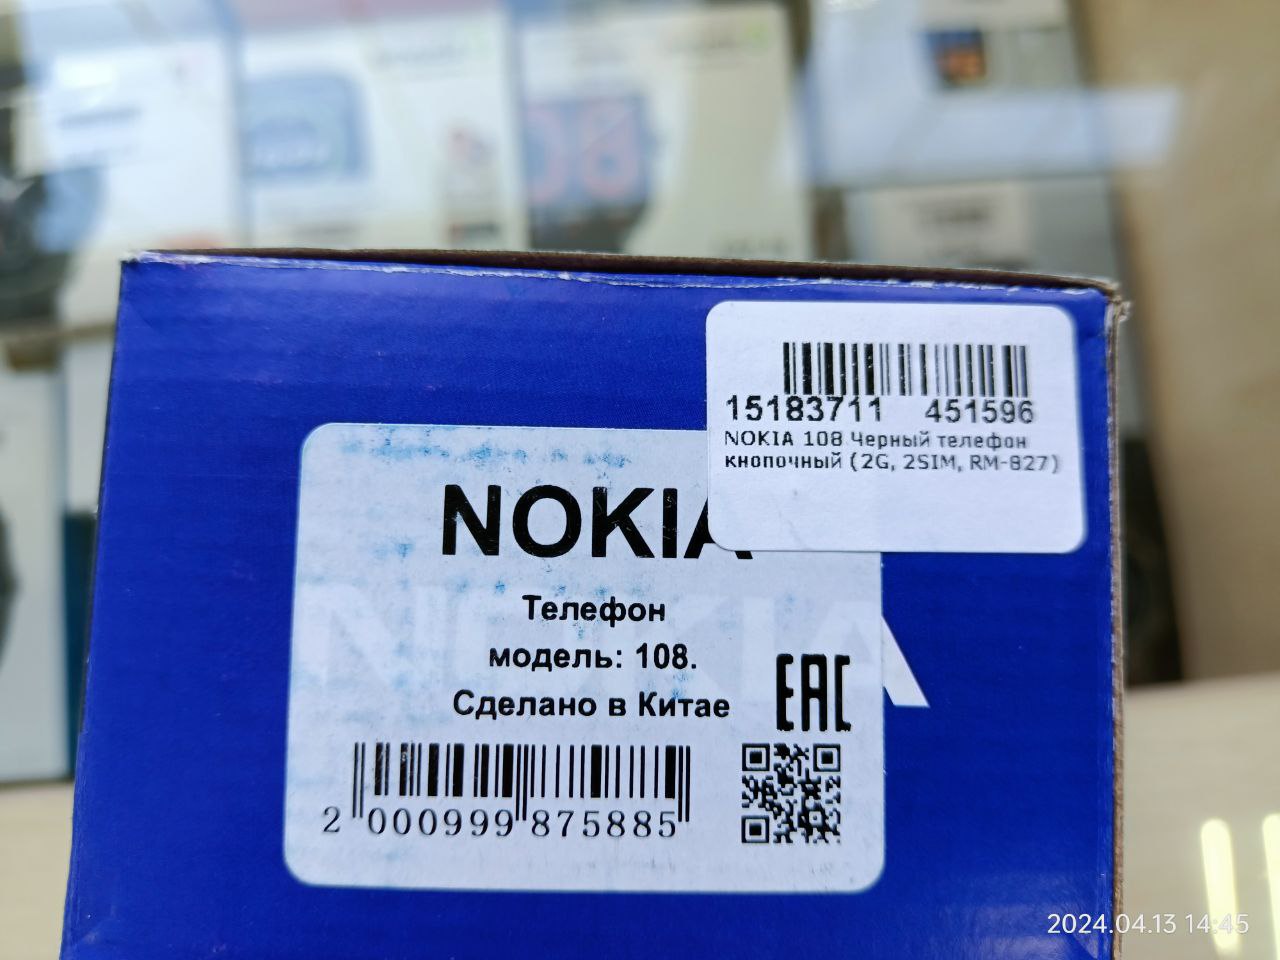 15183711 451596
NOKIA 108 Черный телефон
кнопочный (2G, 2SIM, RM-827)
NOKIA
Телефон
модель: 108.
Сделано в Китае
EAC
2 000999 875885
NOKIA
2024.04.13 14:45